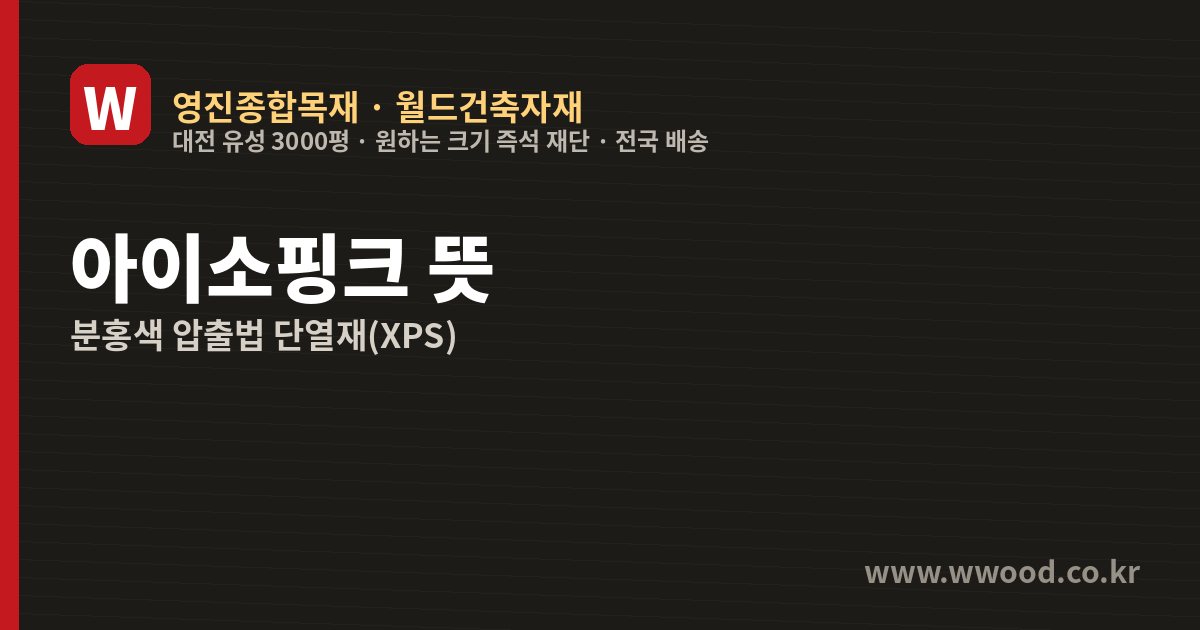 W
영진종합목재 · 월드건축자재
대전 유성 3000평 · 원하는 크기 즉석 재단 · 전국 배송
아이소핑크 뜻
분홍색 압출법 단열재(XPS)
www.wwood.co.kr